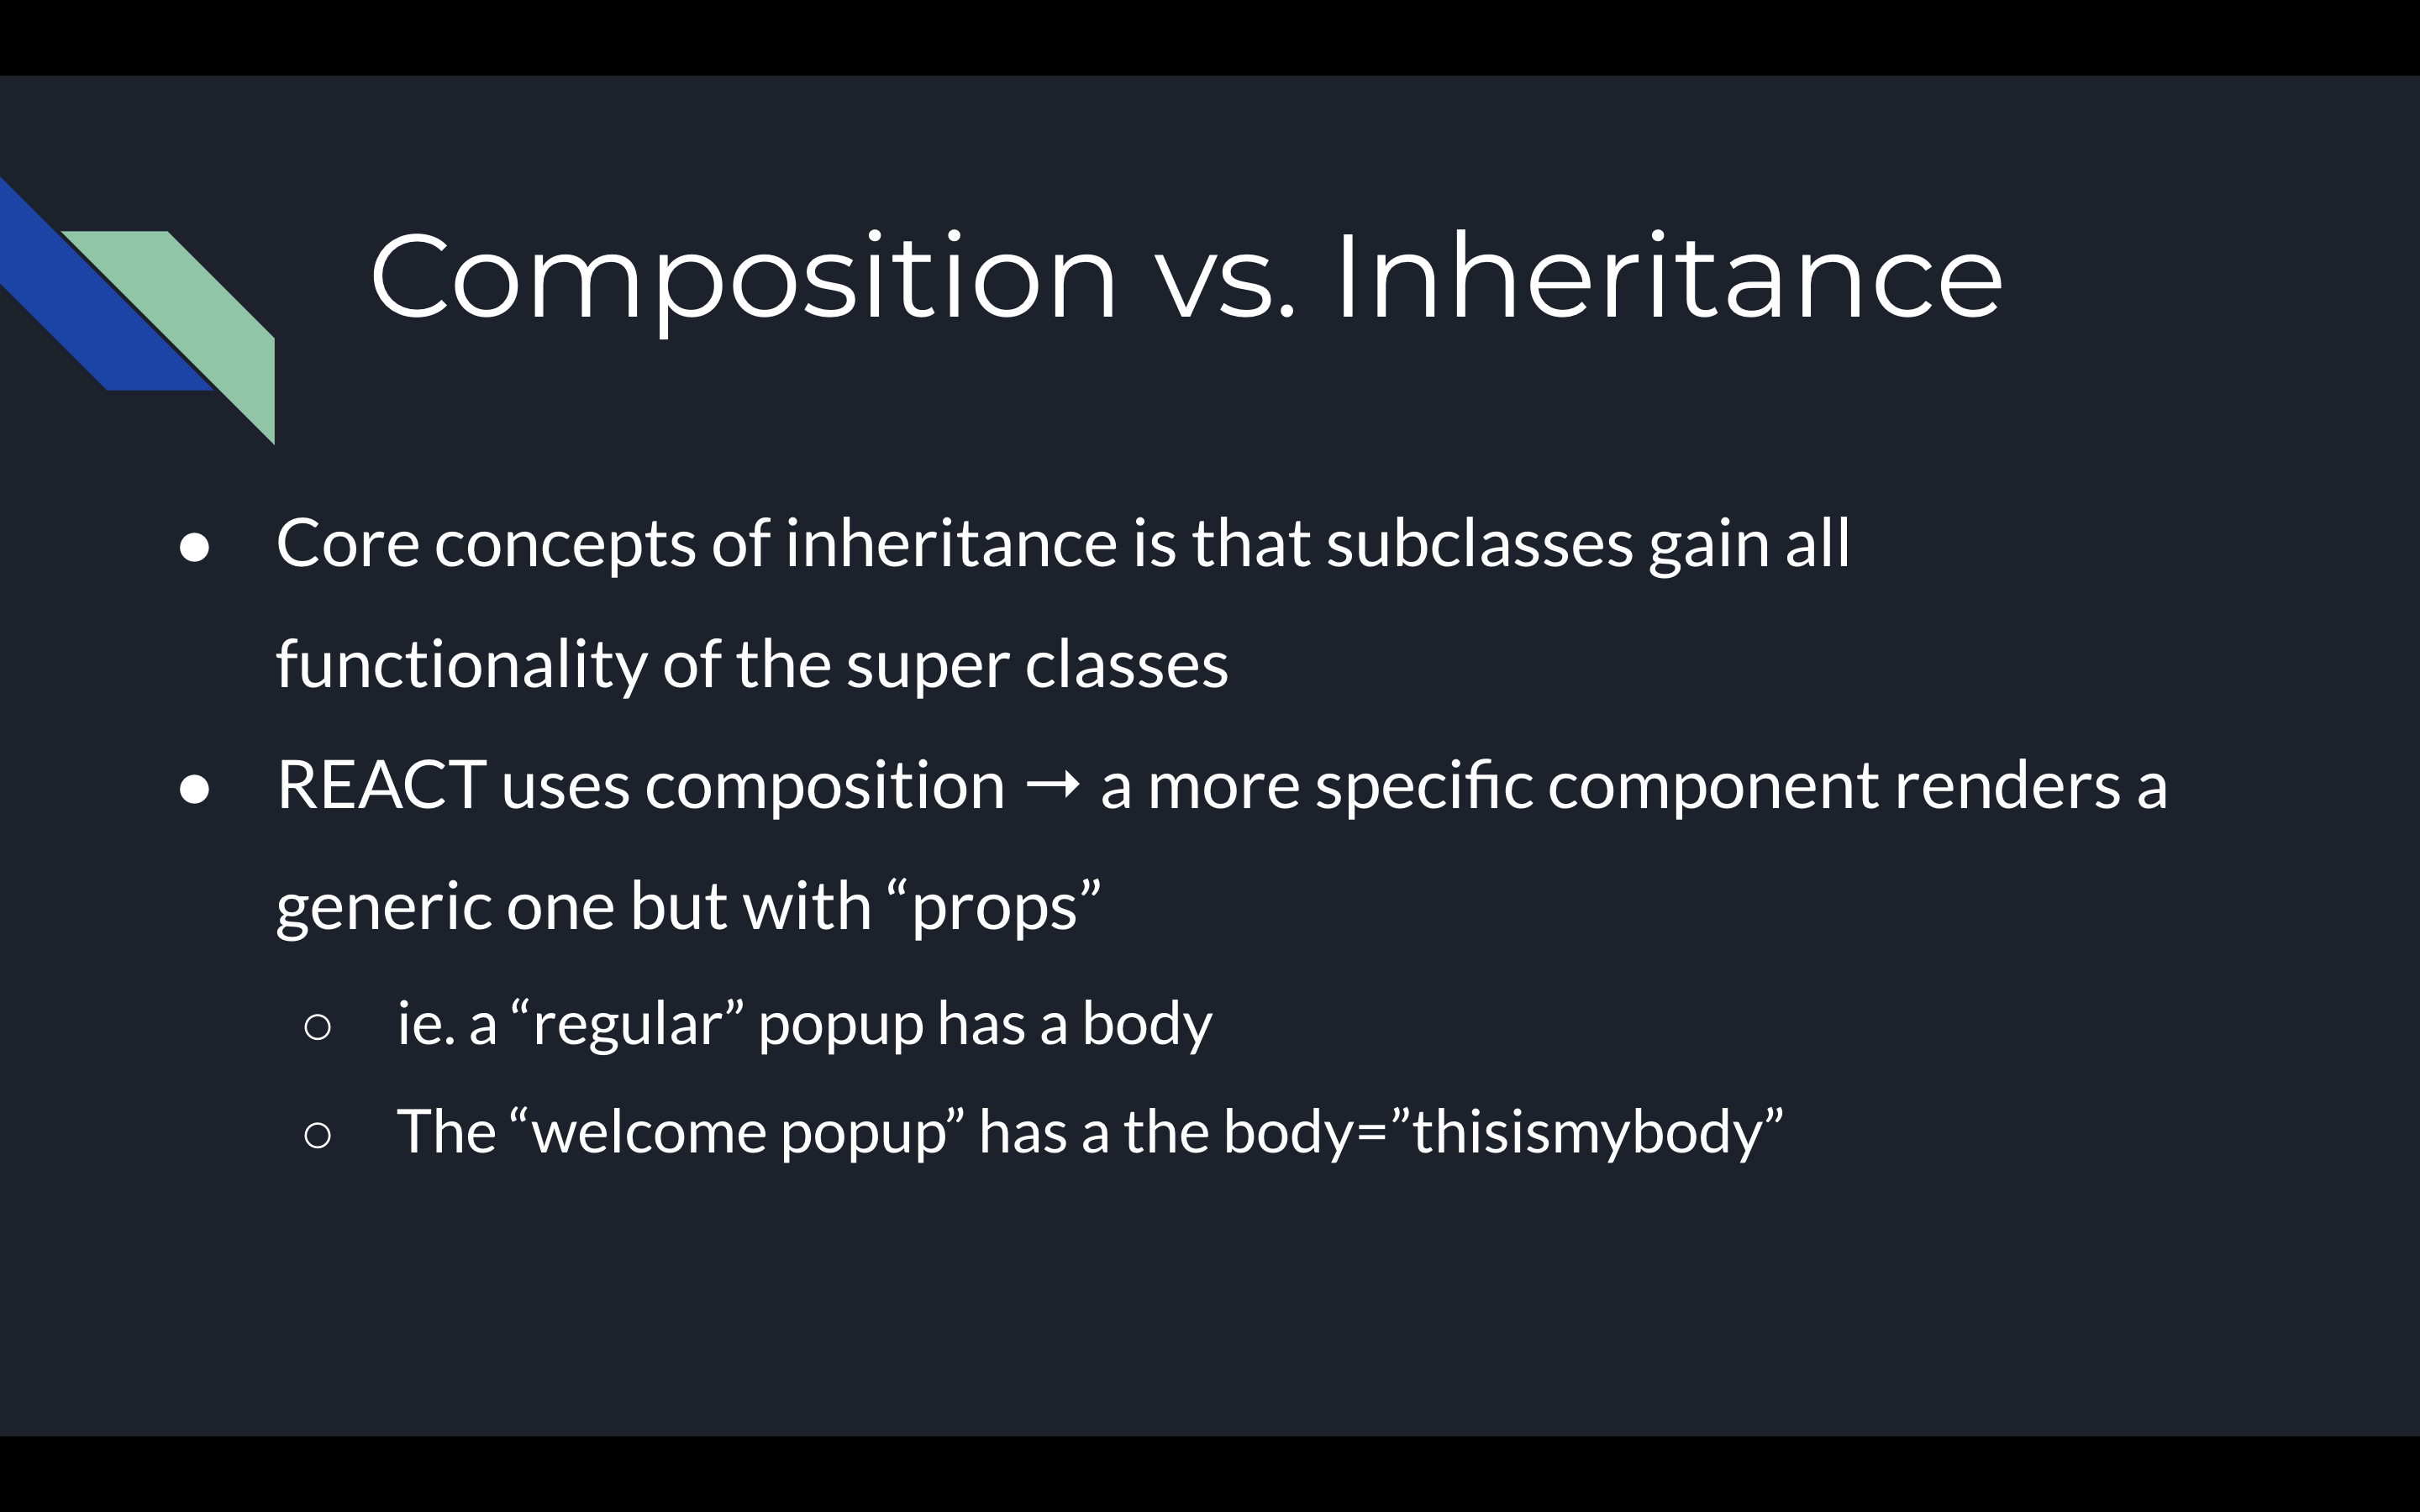 Composition vs. Inheritance
● Core concepts of inheritance is that subclasses gain all
functionality of the super classes
● REACT uses composition → a more specific component renders a
generic one but with “props”
○ ie. a “regular” popup has a body
○ The “welcome popup” has a the body=”thisismybody”